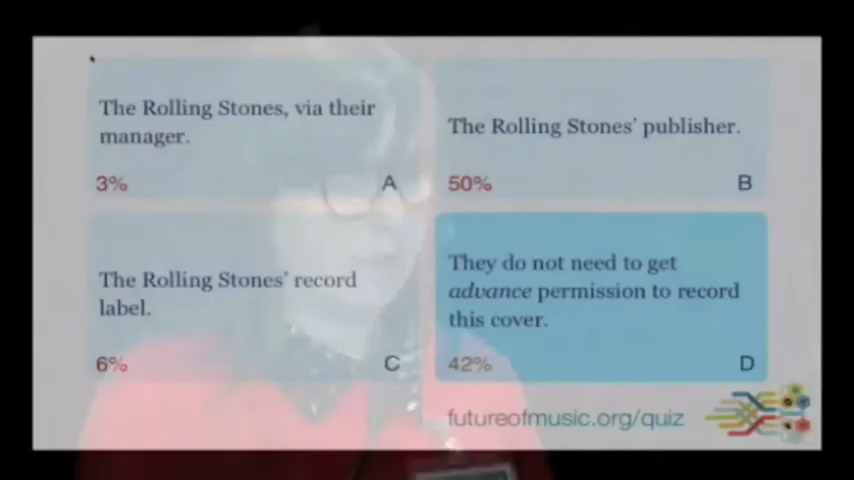 The Rolling Stones, via their
manager.
3%
A
The Rolling Stones' publisher.
50%
B
The Rolling Stones' record
label.
6%
C
They do not need to get
advance permission to record
this cover.
42%
D
futureofmusic.org/quiz